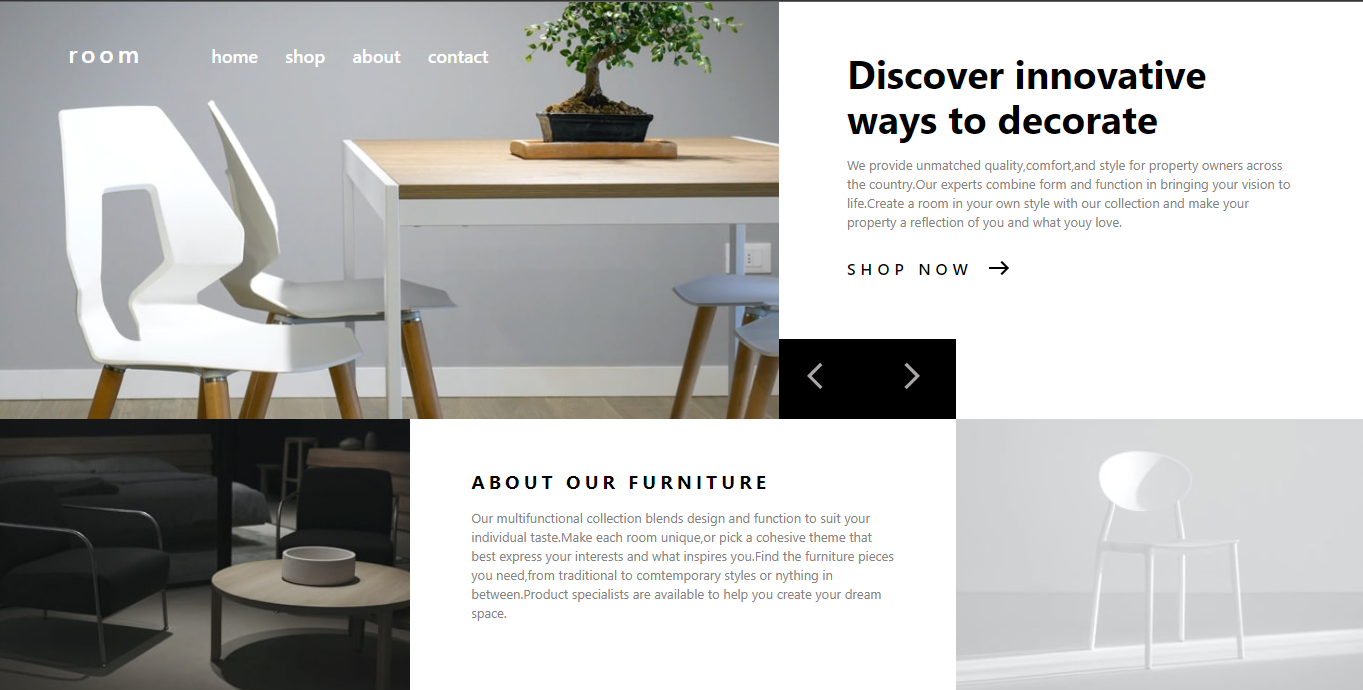 room
home shop about contact
Discover innovative
ways to decorate
We provide unmatched quality,comfort,and style for property owners across
the country.Our experts combine form and function in bringing your vision to
life.Create a room in your own style with our collection and make your
property a reflection of you and what youy love.
SHOP NOW
ABOUT OUR FURNITURE
Our multifunctional collection blends design and function to suit your
individual taste.Make each room unique,or pick a cohesive theme that
best express your interests and what inspires you.Find the furniture pieces
you need,from traditional to comtemporary styles or nything in
between.Product specialists are available to help you create your dream
space.